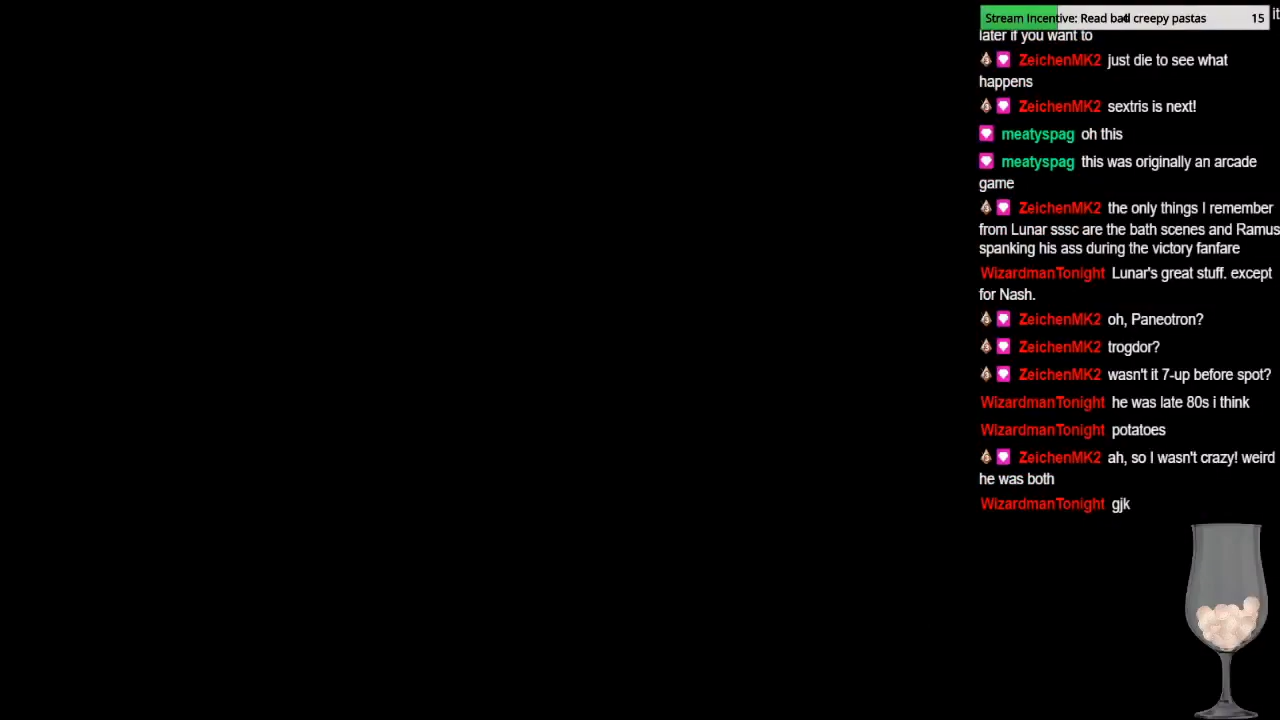 Stream Incentive: Read bad creepy pastas 15
it
later if you want to
ZeichenMK2 just die to see what
happens
ZeichenMK2 sextris is next!
meatyspag oh this
meatyspag this was originally an arcade
game
ZeichenMK2 the only things I remember
from Lunar sssc are the bath scenes and Ramus
spanking his ass during the victory fanfare
WizardmanTonight Lunar's great stuff. except
for Nash.
ZeichenMK2 oh, Paneotron?
ZeichenMK2 trogdor?
ZeichenMK2 wasn't it 7-up before spot?
WizardmanTonight he was late 80s i think
WizardmanTonight potatoes
ZeichenMK2 ah, so I wasn't crazy! weird
he was both
WizardmanTonight gjk